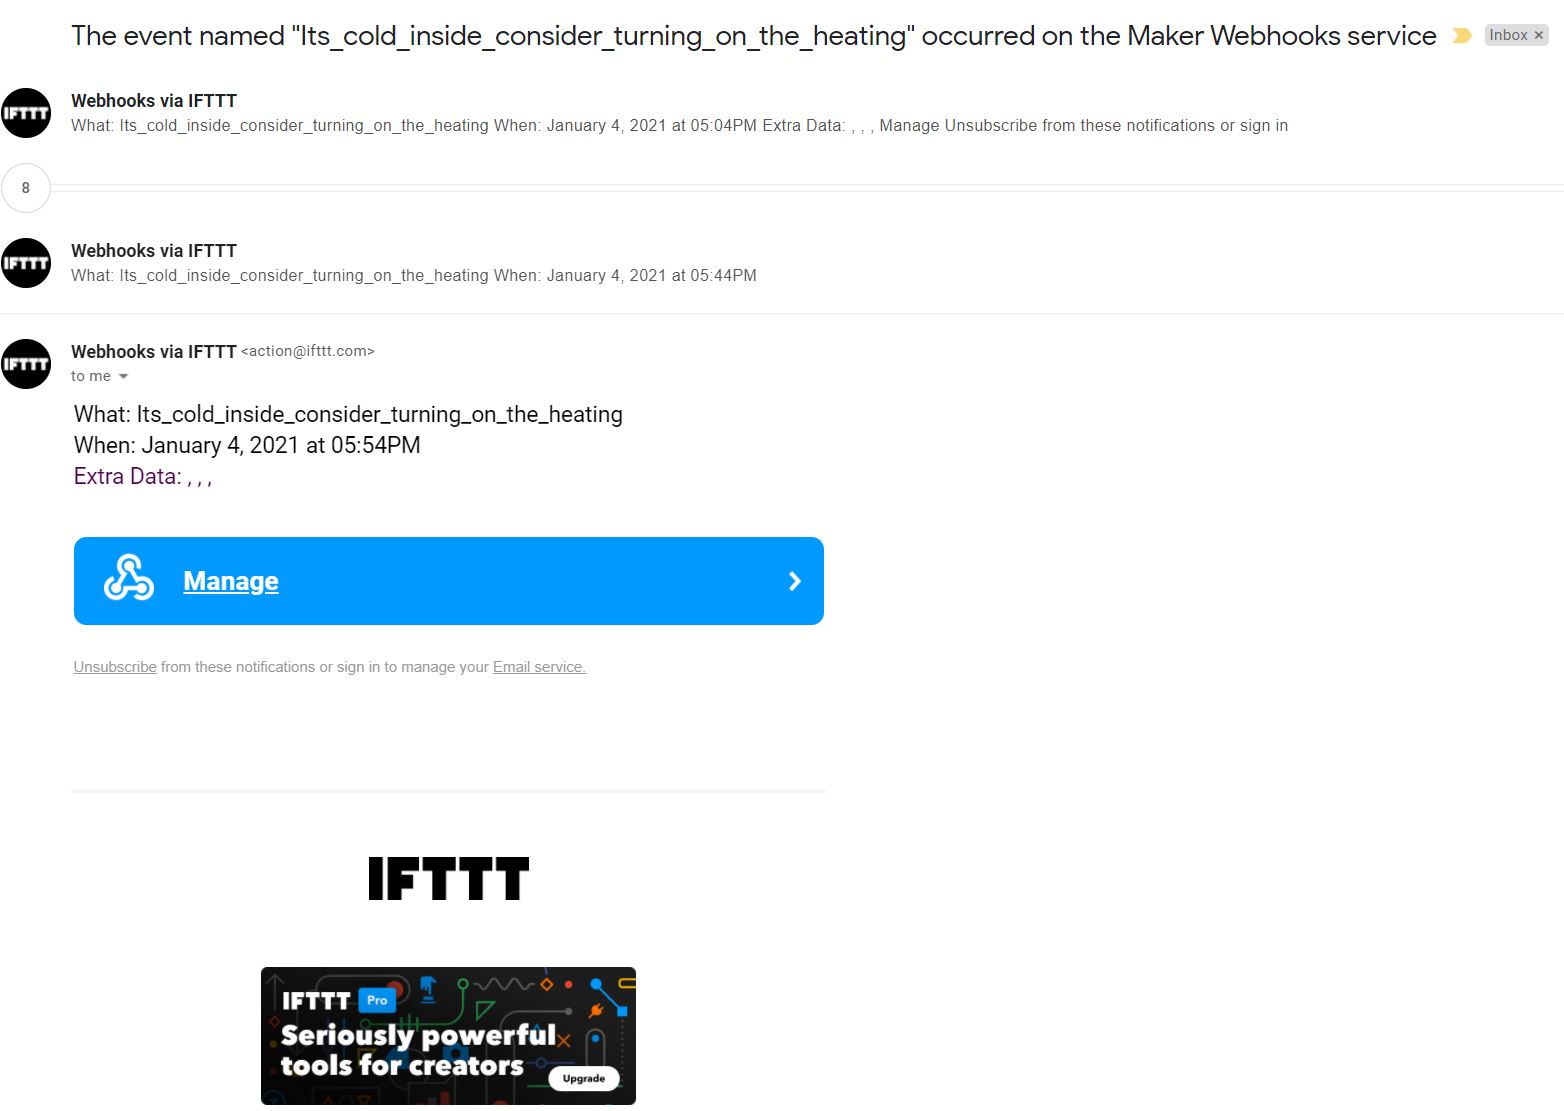 The event named "Its_cold_inside_consider_turning_on_the_heating" occurred on the Maker Webhooks service Inbox ×
IFTTT
Webhooks via IFTTT
What: Its_cold_inside_consider_turning_on_the_heating When: January 4, 2021 at 05:04PM Extra Data: , , , Manage Unsubscribe from these notifications or sign in
8
IFTTT
Webhooks via IFTTT
What: Its_cold_inside_consider_turning_on_the_heating When: January 4, 2021 at 05:44PM
IFTTT
Webhooks via IFTTT <action@ifttt.com>
to me
What: Its_cold_inside_consider_turning_on_the_heating
When: January 4, 2021 at 05:54PM
Extra Data: , , ,
Manage
Unsubscribe from these notifications or sign in to manage your Email service.
IFTTT
IFTTT Pro
Seriously powerful
tools for creators
Upgrade